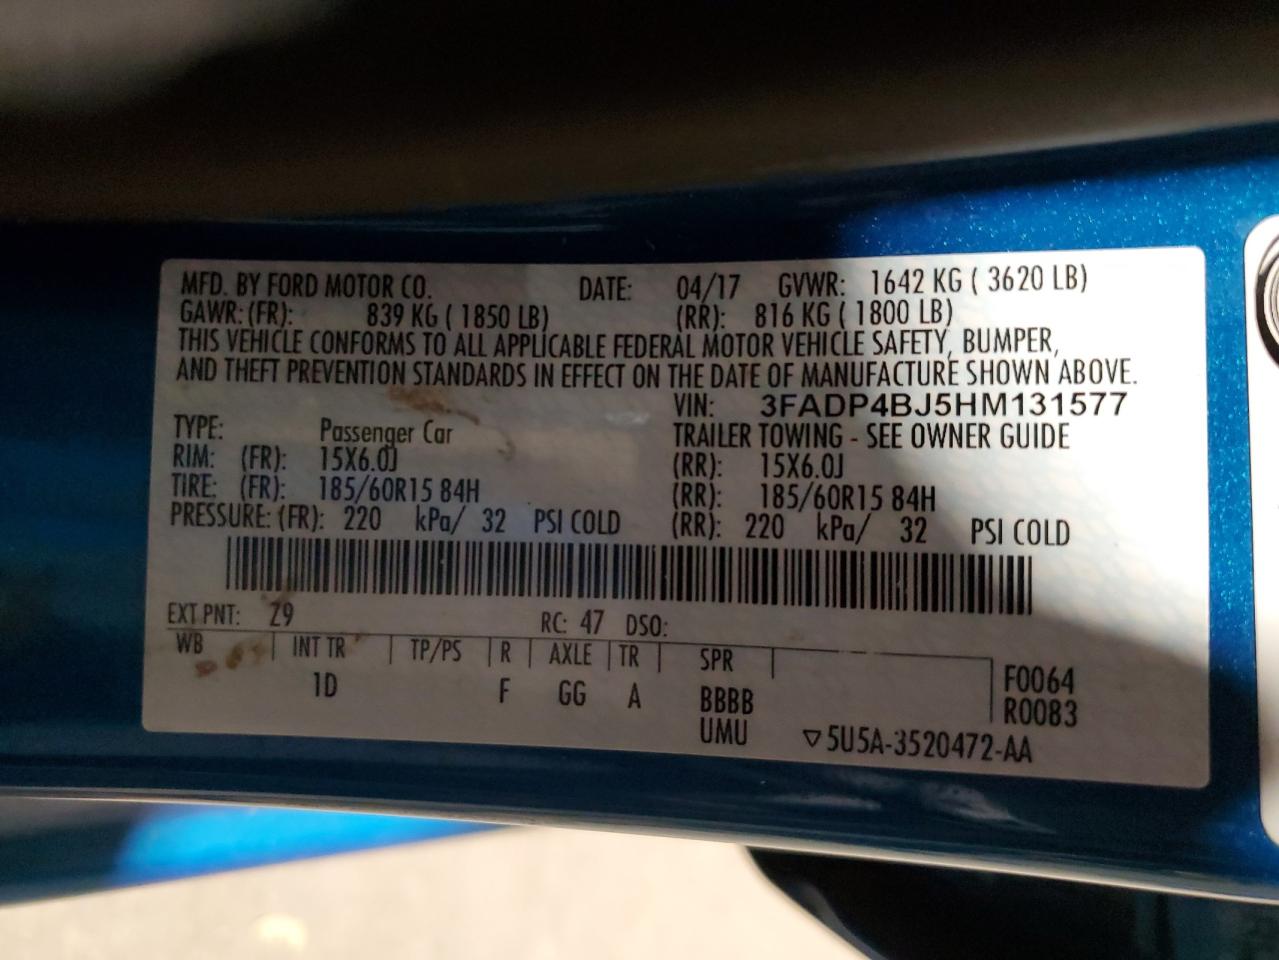 MFD. BY FORD MOTOR CO. DATE: 04/17 GVWR: 1642 KG ( 3620 LB)
GAWR: (FR): 839 KG ( 1850 LB) (RR): 816 KG ( 1800 LB)
THIS VEHICLE CONFORMS TO ALL APPLICABLE FEDERAL MOTOR VEHICLE SAFETY, BUMPER,
AND THEFT PREVENTION STANDARDS IN EFFECT ON THE DATE OF MANUFACTURE SHOWN ABOVE.
VIN: 3FADP4BJ5HM131577
TYPE: Passenger Car TRAILER TOWING - SEE OWNER GUIDE
RIM: (FR): 15X6.0J (RR): 15X6.0J
TIRE: (FR): 185/60R15 84H (RR): 185/60R15 84H
PRESSURE: (FR): 220 kPa/ 32 PSI COLD (RR): 220 kPa/ 32 PSI COLD
EXT PNT: Z9 RC: 47 DSO:
WB INT TR TP/PS R AXLE TR SPR F0064
1D F GG A BBBB R0083
UMU ▽5U5A-3520472-AA